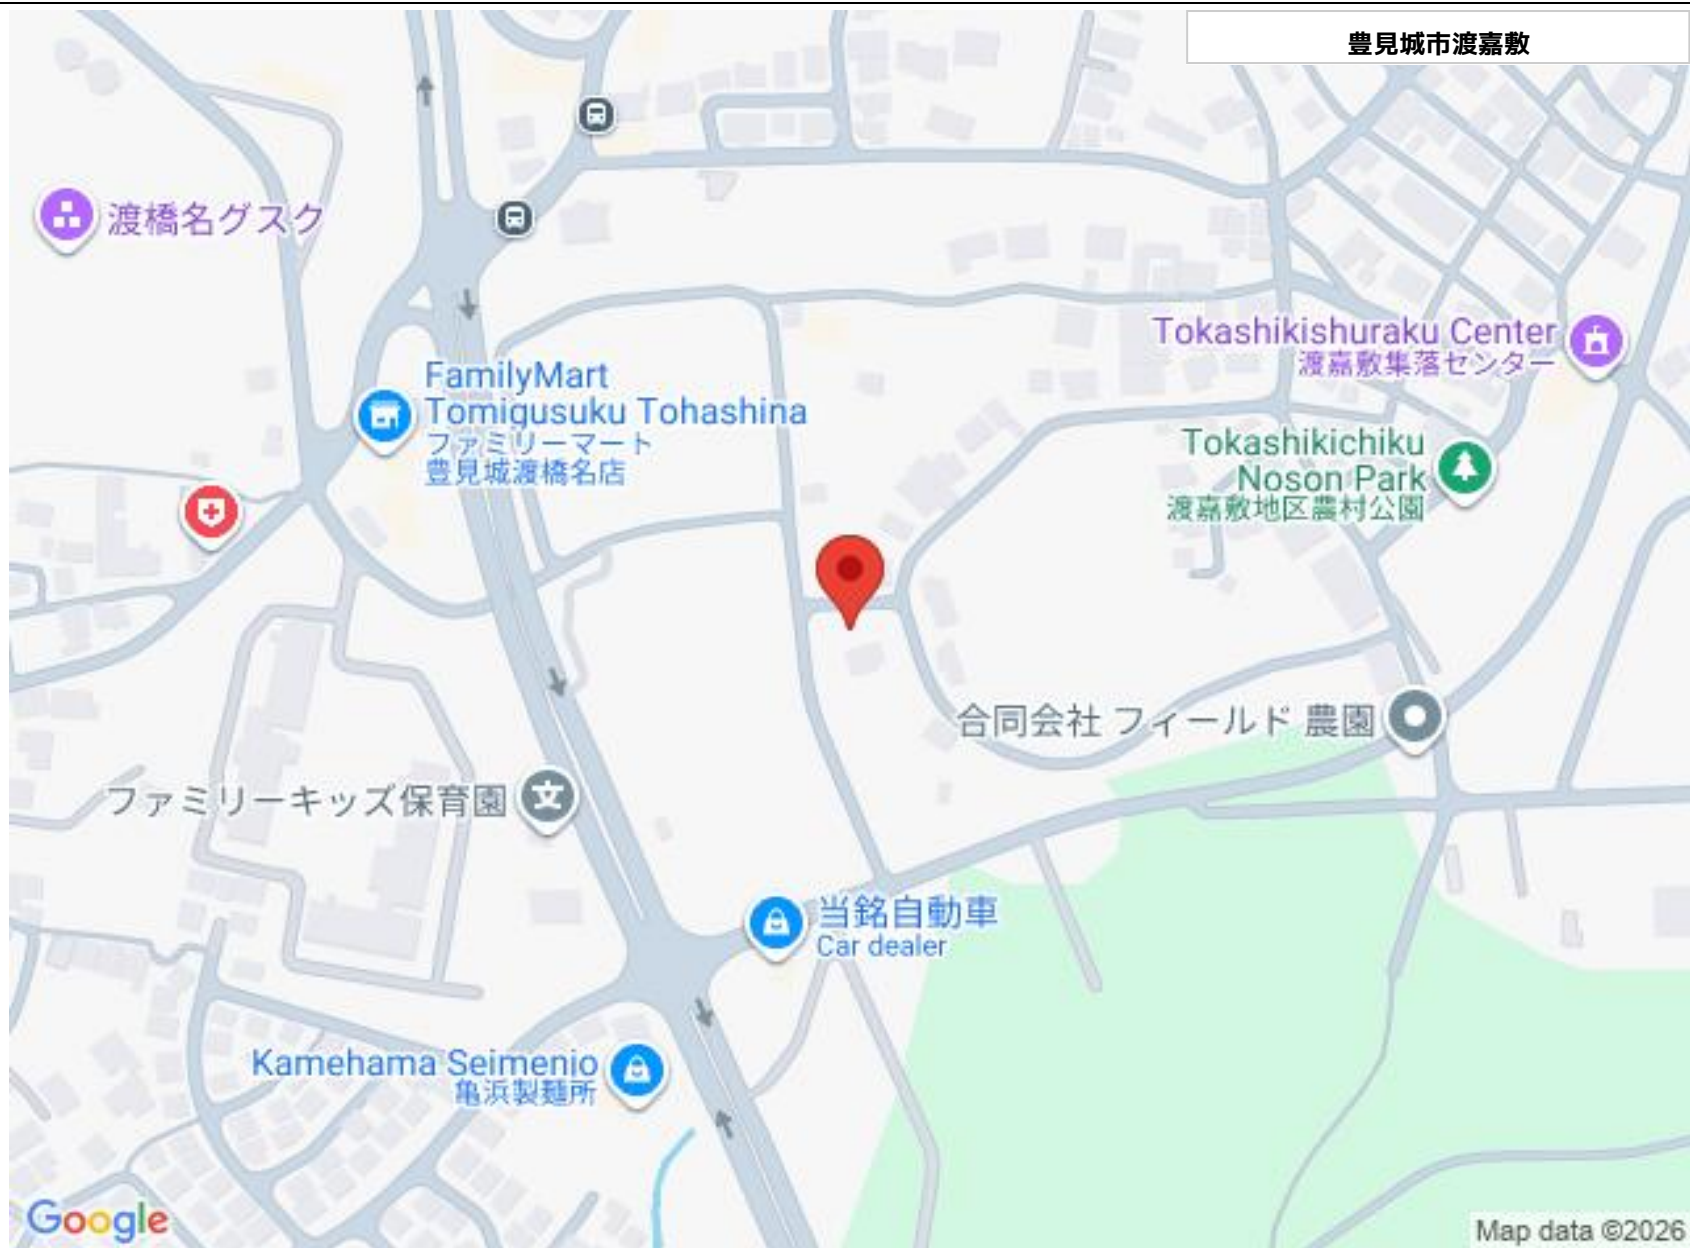 豊見城市渡嘉敷
渡橋名グスク
Tokashikishuraku Center
渡嘉敷集落センター
FamilyMart
Tomigusuku Tohashina
ファミリーマート
豊見城渡橋名店
Tokashikichiku
Noson Park
渡嘉敷地区農村公園
合同会社 フィールド 農園
ファミリーキッズ保育園
文
当銘自動車
Car dealer
Kamehama Seimenjo
亀浜製麺所
Google
Map data ©2026